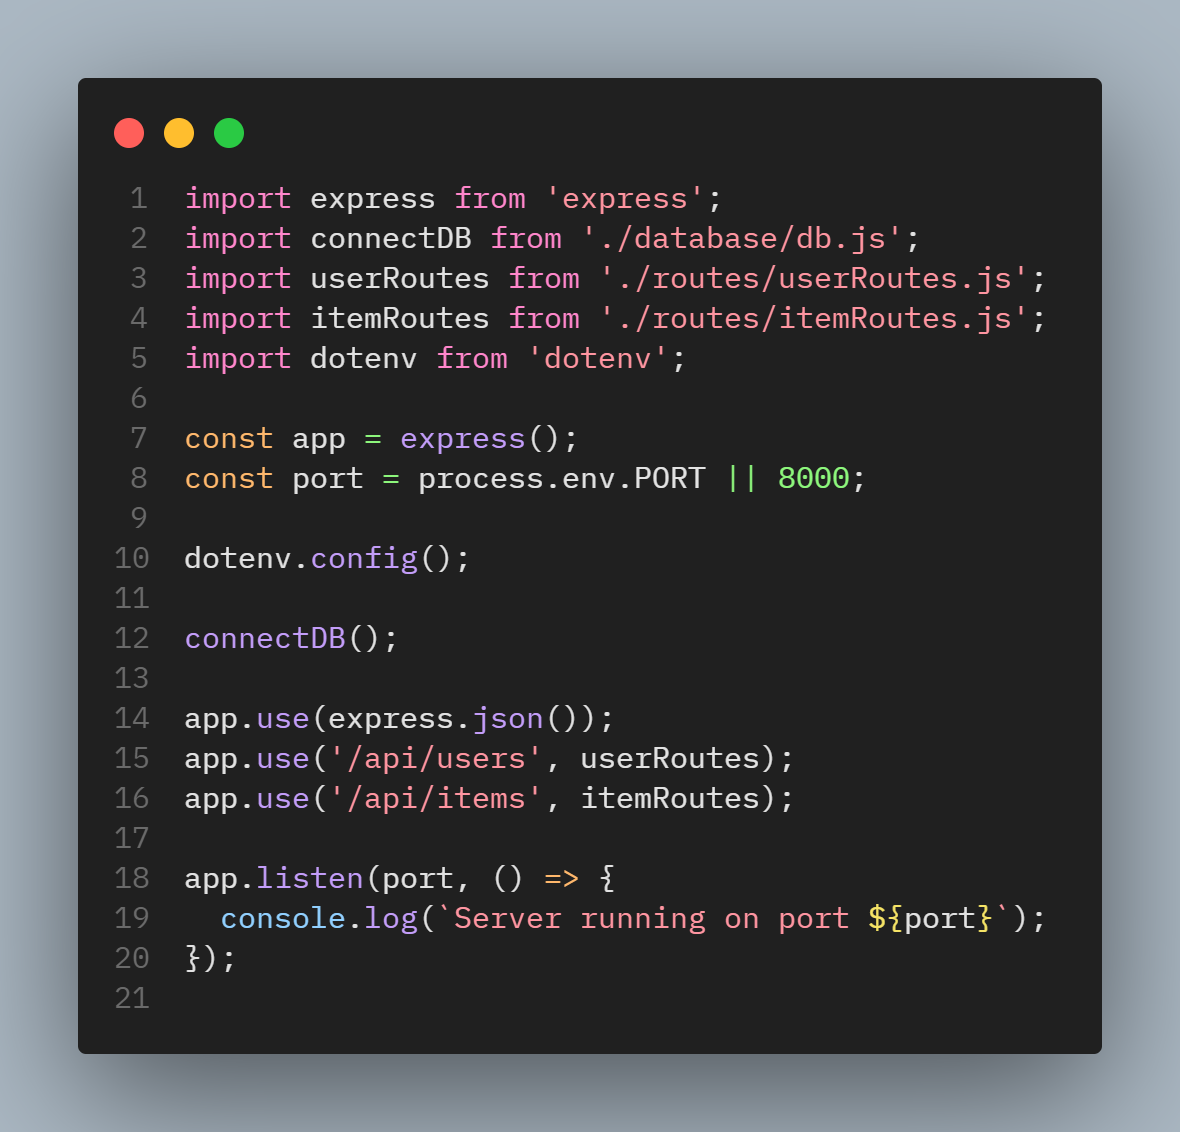 1 import express from 'express';
2 import connectDB from './database/db.js';
3 import userRoutes from './routes/userRoutes.js';
4 import itemRoutes from './routes/itemRoutes.js';
5 import dotenv from 'dotenv';
6
7 const app = express();
8 const port = process.env.PORT || 8000;
9
10 dotenv.config();
11
12 connectDB();
13
14 app.use(express.json());
15 app.use('/api/users', userRoutes);
16 app.use('/api/items', itemRoutes);
17
18 app.listen(port, () => {
19   console.log(`Server running on port ${port}`);
20 });
21